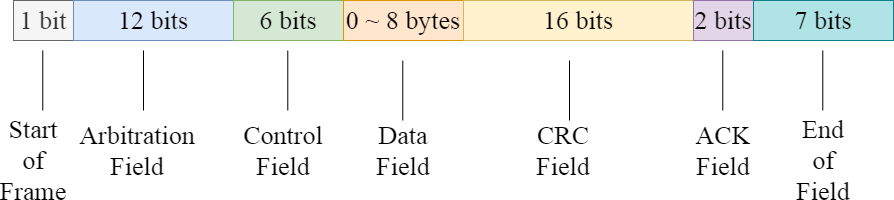 1 bit
12 bits
6 bits
0 ~ 8 bytes
16 bits
2 bits
7 bits
Start
of
Frame
Arbitration
Field
Control
Field
Data
Field
CRC
Field
ACK
Field
End
of
Field